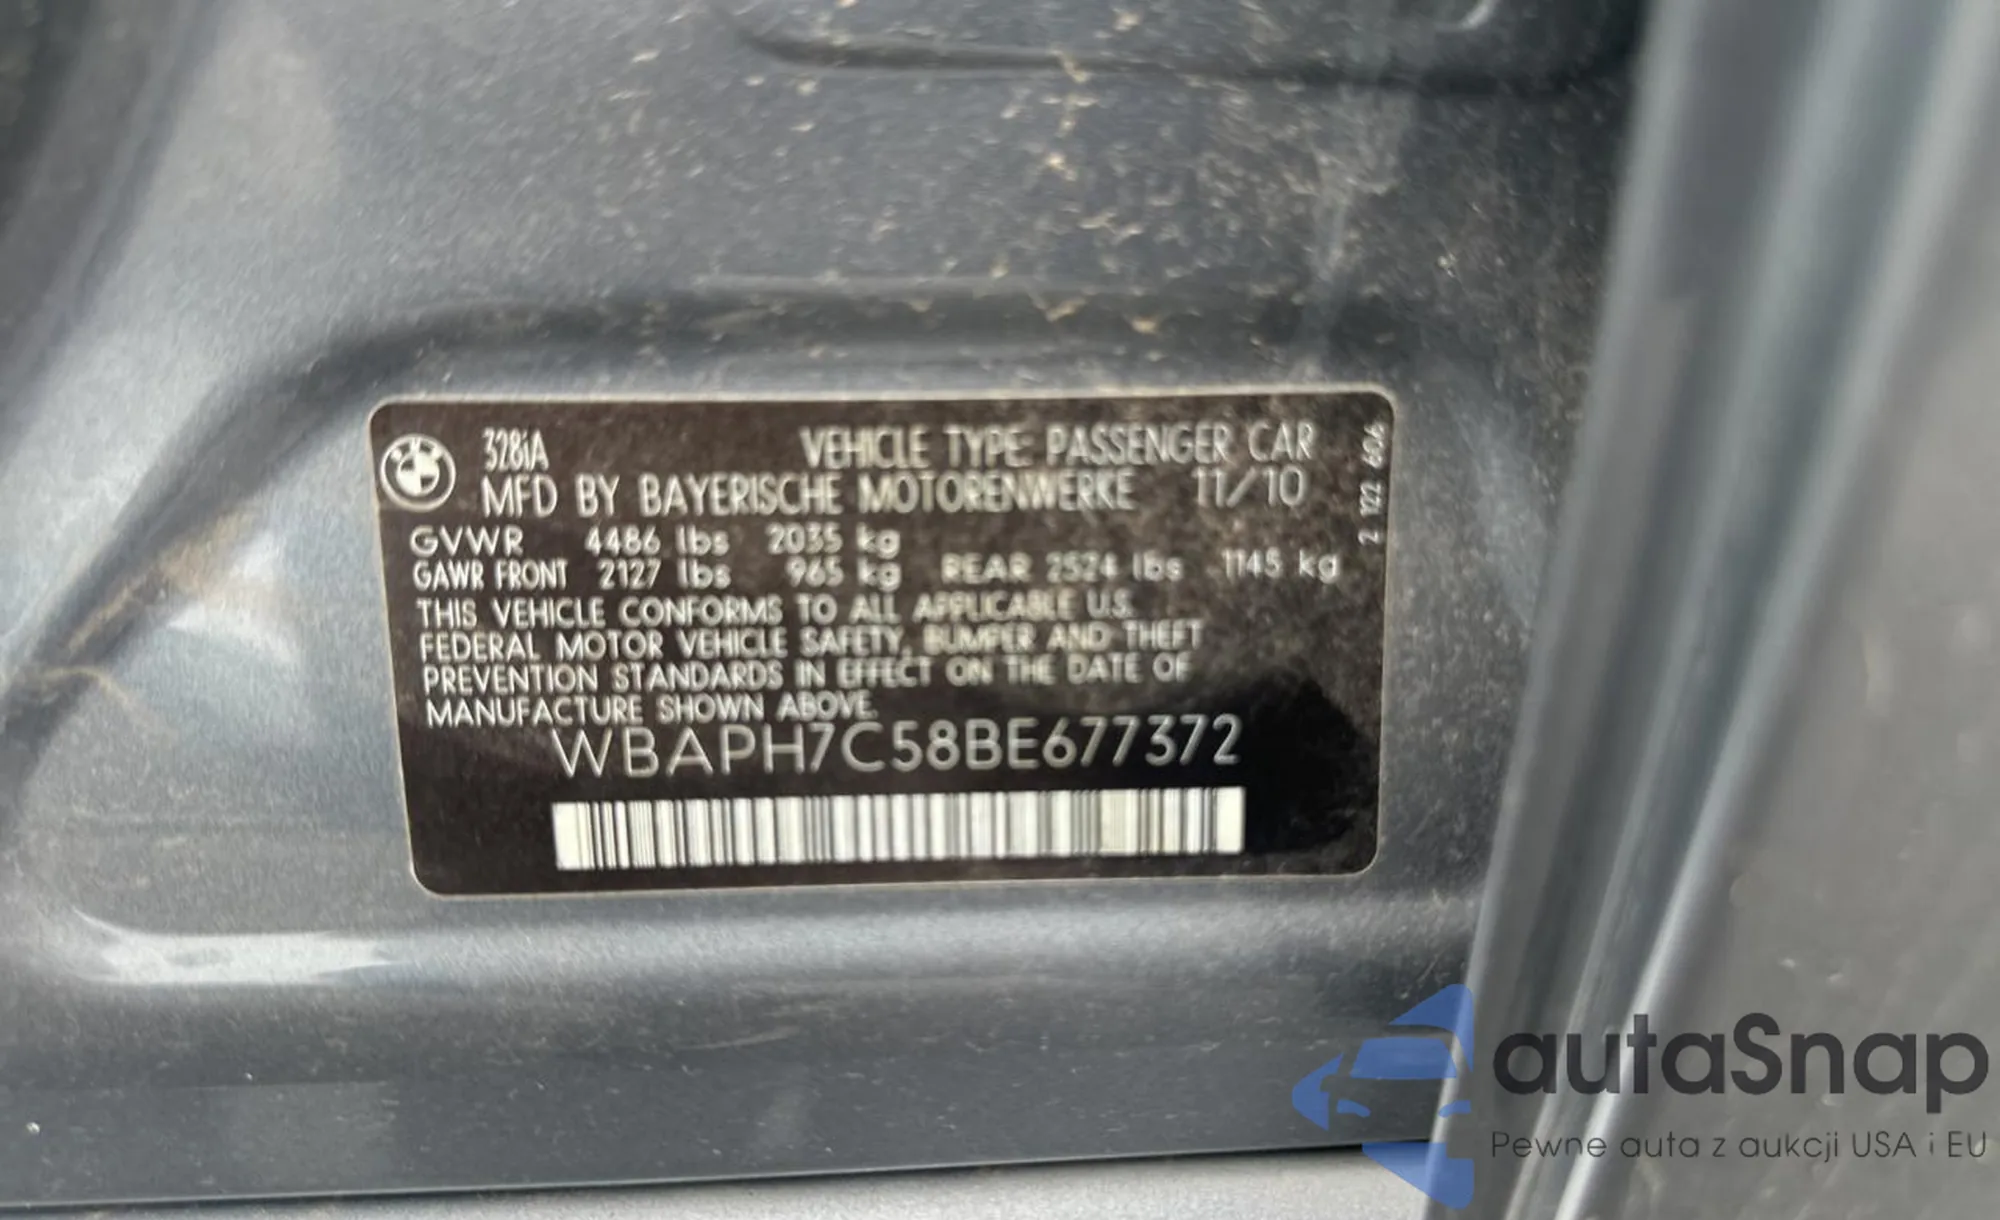 328iA VEHICLE TYPE: PASSENGER CAR
MFD BY BAYERISCHE MOTORENWERKE 11/10
GVWR 4486 lbs 2035 kg
GAWR FRONT 2127 lbs 965 kg REAR 2524 lbs 1145 kg
THIS VEHICLE CONFORMS TO ALL APPLICABLE U.S.
FEDERAL MOTOR VEHICLE SAFETY, BUMPER AND THEFT
PREVENTION STANDARDS IN EFFECT ON THE DATE OF
MANUFACTURE SHOWN ABOVE.
WBAPH7C58BE677372
2 122 606
autaSnap
Pewne auta z aukcji USA i EU